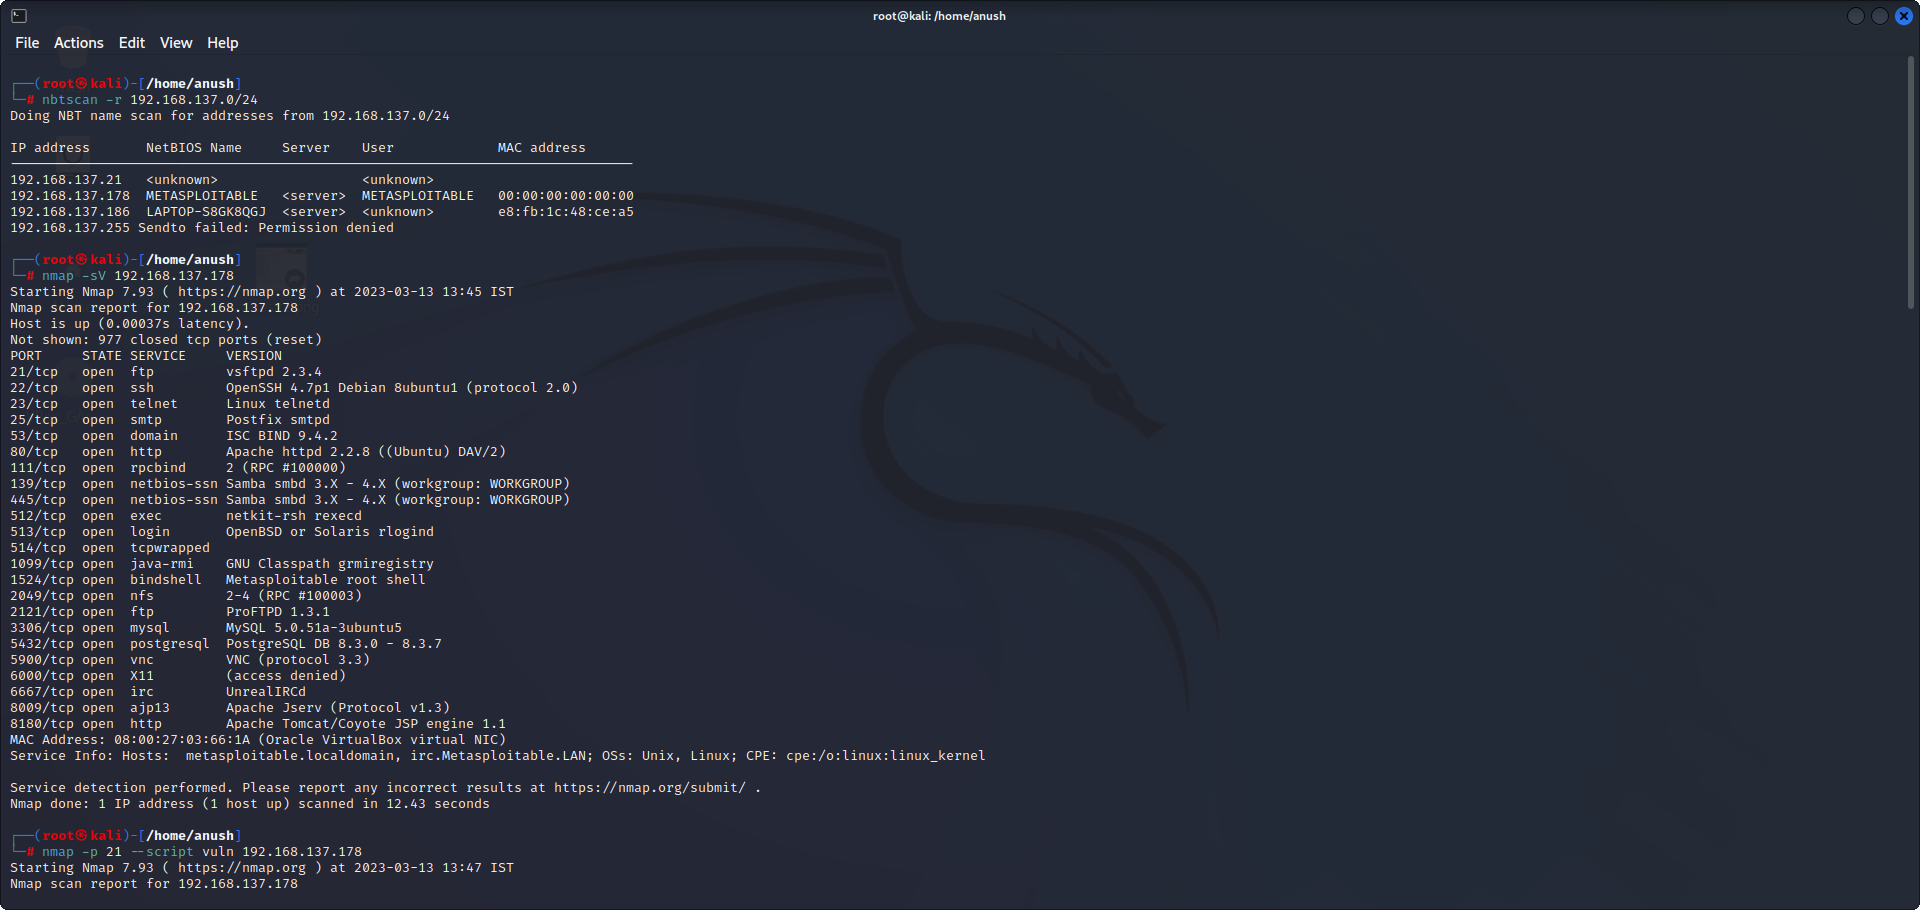 root@kali: /home/anush
File Actions Edit View Help
┌──(root㉿kali)-[/home/anush]
└─# nbtscan -r 192.168.137.0/24
Doing NBT name scan for addresses from 192.168.137.0/24
IP address       NetBIOS Name     Server    User             MAC address
192.168.137.21   <unknown>                  <unknown>
192.168.137.178  METASPLOITABLE   <server>  METASPLOITABLE   00:00:00:00:00:00
192.168.137.186  LAPTOP-S8GK8QGJ  <server>  <unknown>        e8:fb:1c:48:ce:a5
192.168.137.255 Sendto failed: Permission denied
┌──(root㉿kali)-[/home/anush]
└─# nmap -sV 192.168.137.178
Starting Nmap 7.93 ( https://nmap.org ) at 2023-03-13 13:45 IST
Nmap scan report for 192.168.137.178
Host is up (0.00037s latency).
Not shown: 977 closed tcp ports (reset)
PORT     STATE SERVICE     VERSION
21/tcp   open  ftp         vsftpd 2.3.4
22/tcp   open  ssh         OpenSSH 4.7p1 Debian 8ubuntu1 (protocol 2.0)
23/tcp   open  telnet      Linux telnetd
25/tcp   open  smtp        Postfix smtpd
53/tcp   open  domain      ISC BIND 9.4.2
80/tcp   open  http        Apache httpd 2.2.8 ((Ubuntu) DAV/2)
111/tcp  open  rpcbind     2 (RPC #100000)
139/tcp  open  netbios-ssn Samba smbd 3.X - 4.X (workgroup: WORKGROUP)
445/tcp  open  netbios-ssn Samba smbd 3.X - 4.X (workgroup: WORKGROUP)
512/tcp  open  exec        netkit-rsh rexecd
513/tcp  open  login       OpenBSD or Solaris rlogind
514/tcp  open  tcpwrapped
1099/tcp open  java-rmi    GNU Classpath grmiregistry
1524/tcp open  bindshell   Metasploitable root shell
2049/tcp open  nfs         2-4 (RPC #100003)
2121/tcp open  ftp         ProFTPD 1.3.1
3306/tcp open  mysql       MySQL 5.0.51a-3ubuntu5
5432/tcp open  postgresql  PostgreSQL DB 8.3.0 - 8.3.7
5900/tcp open  vnc         VNC (protocol 3.3)
6000/tcp open  X11         (access denied)
6667/tcp open  irc         UnrealIRCd
8009/tcp open  ajp13       Apache Jserv (Protocol v1.3)
8180/tcp open  http        Apache Tomcat/Coyote JSP engine 1.1
MAC Address: 08:00:27:03:66:1A (Oracle VirtualBox virtual NIC)
Service Info: Hosts:  metasploitable.localdomain, irc.Metasploitable.LAN; OSs: Unix, Linux; CPE: cpe:/o:linux:linux_kernel
Service detection performed. Please report any incorrect results at https://nmap.org/submit/ .
Nmap done: 1 IP address (1 host up) scanned in 12.43 seconds
┌──(root㉿kali)-[/home/anush]
└─# nmap -p 21 --script vuln 192.168.137.178
Starting Nmap 7.93 ( https://nmap.org ) at 2023-03-13 13:47 IST
Nmap scan report for 192.168.137.178